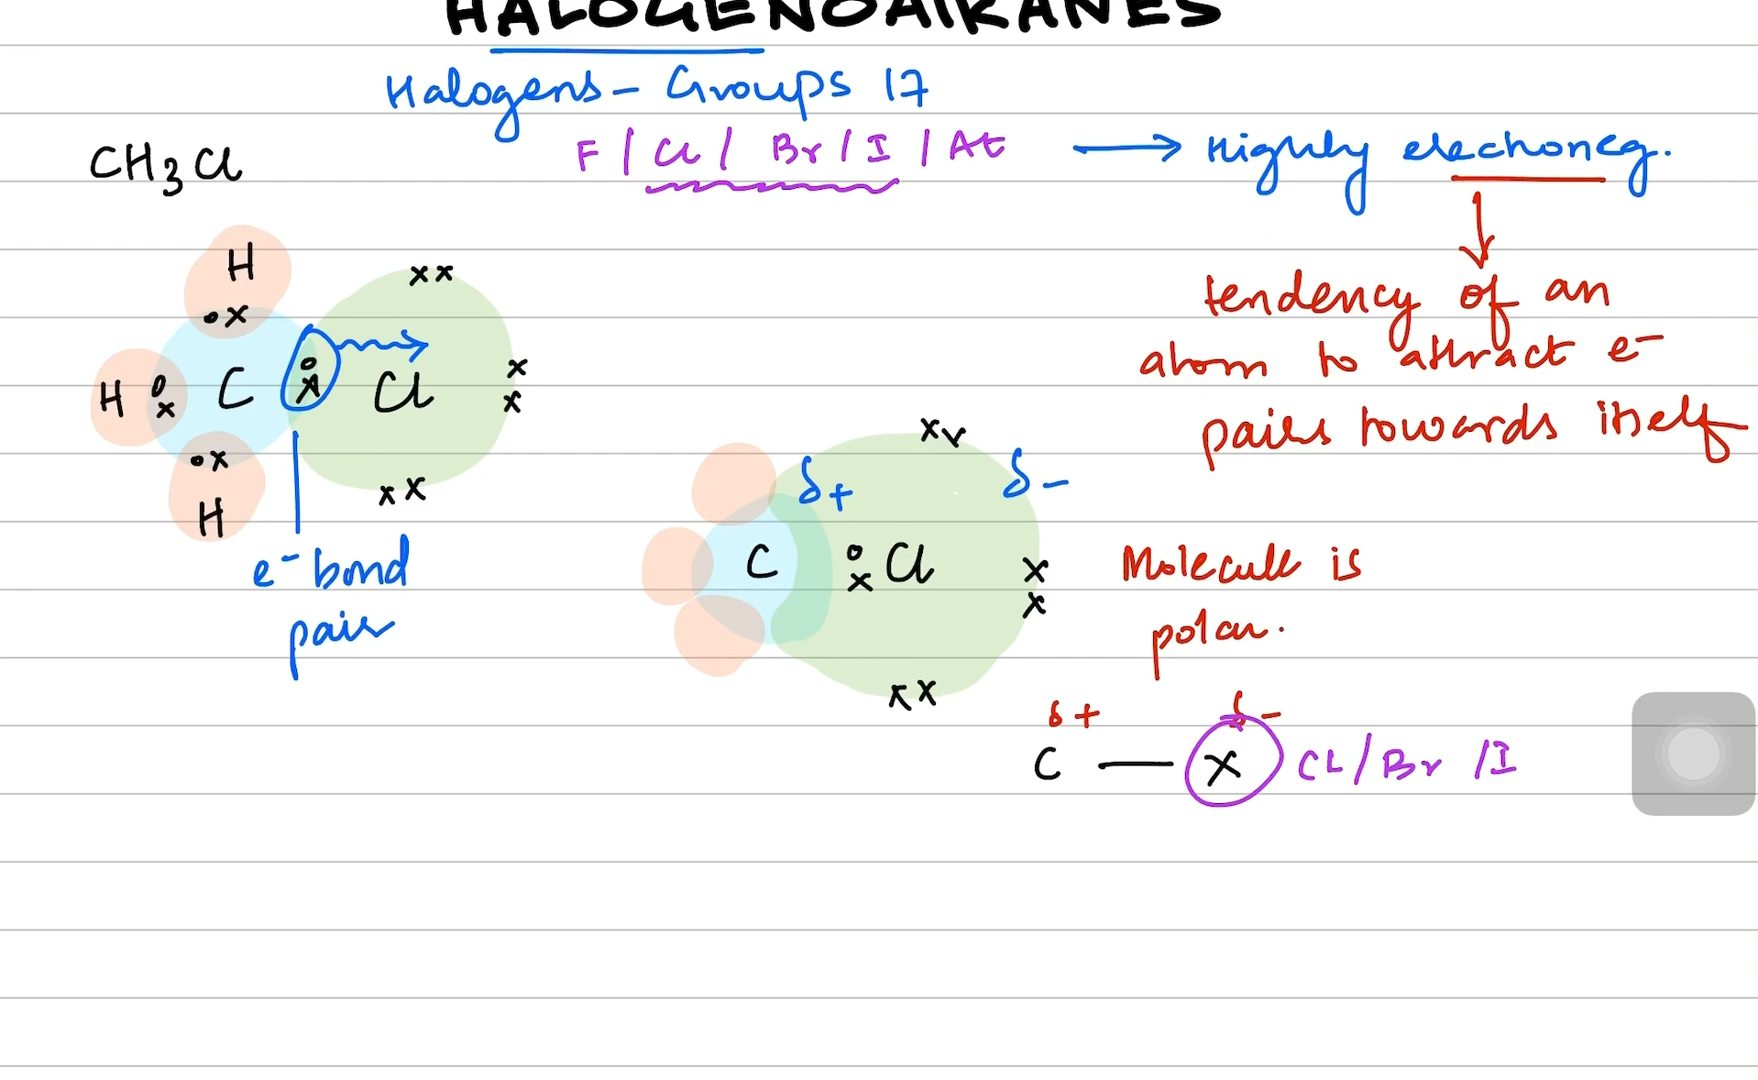 HALOGENOALKANES
Halogens - Groups 17
F / Cl / Br / I / At → Highly electroneg.
CH3Cl
tendency of an
atom to attract e-
pairs towards itself
H
•x
H o x C o x Cl
•x
H
xx
x
x
xx
e- bond
pair
xx
δ+ δ-
C o x Cl
x
x
xx
Molecule is
polar.
δ+ δ-
C — X Cl / Br / I